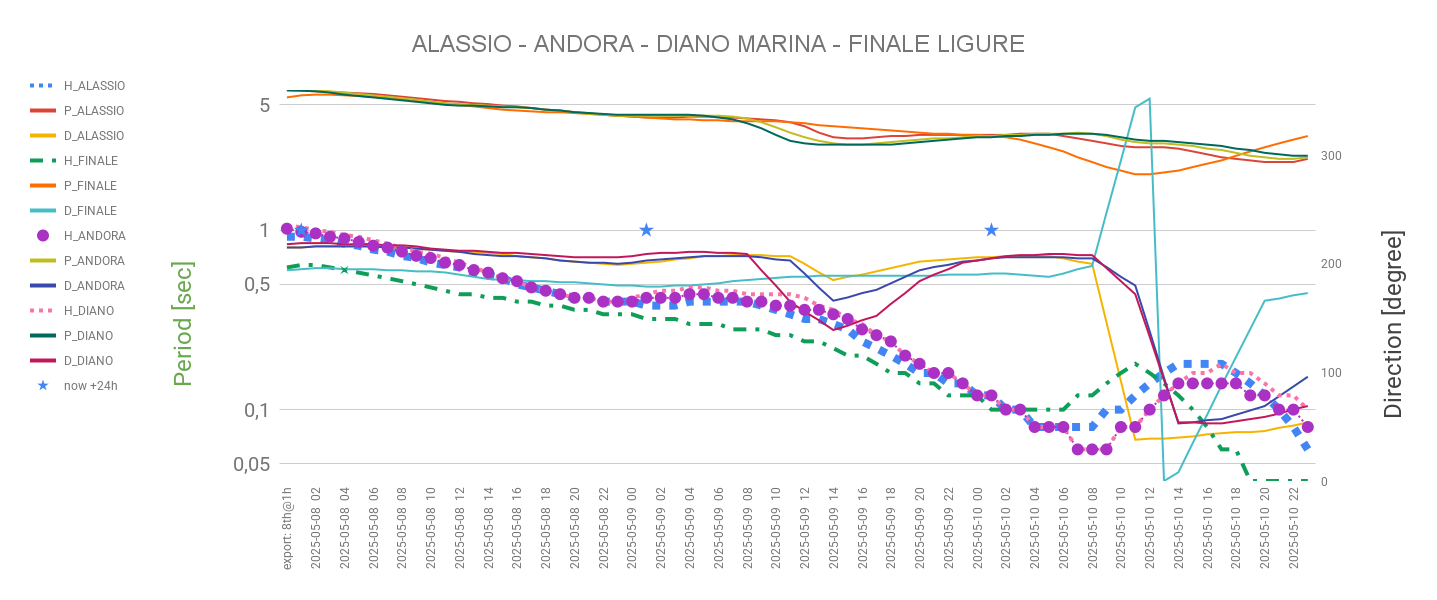 ALASSIO - ANDORA - DIANO MARINA - FINALE LIGURE
H_ALASSIO
P_ALASSIO
D_ALASSIO
H_FINALE
P_FINALE
D_FINALE
H_ANDORA
P_ANDORA
D_ANDORA
H_DIANO
P_DIANO
D_DIANO
now +24h
Period [sec]
5
1
0,5
0,1
0,05
300
200
100
0
Direction [degree]
export: 8th@1h
2025-05-08 02
2025-05-08 04
2025-05-08 06
2025-05-08 08
2025-05-08 10
2025-05-08 12
2025-05-08 14
2025-05-08 16
2025-05-08 18
2025-05-08 20
2025-05-08 22
2025-05-09 00
2025-05-09 02
2025-05-09 04
2025-05-09 06
2025-05-09 08
2025-05-09 10
2025-05-09 12
2025-05-09 14
2025-05-09 16
2025-05-09 18
2025-05-09 20
2025-05-09 22
2025-05-10 00
2025-05-10 02
2025-05-10 04
2025-05-10 06
2025-05-10 08
2025-05-10 10
2025-05-10 12
2025-05-10 14
2025-05-10 16
2025-05-10 18
2025-05-10 20
2025-05-10 22